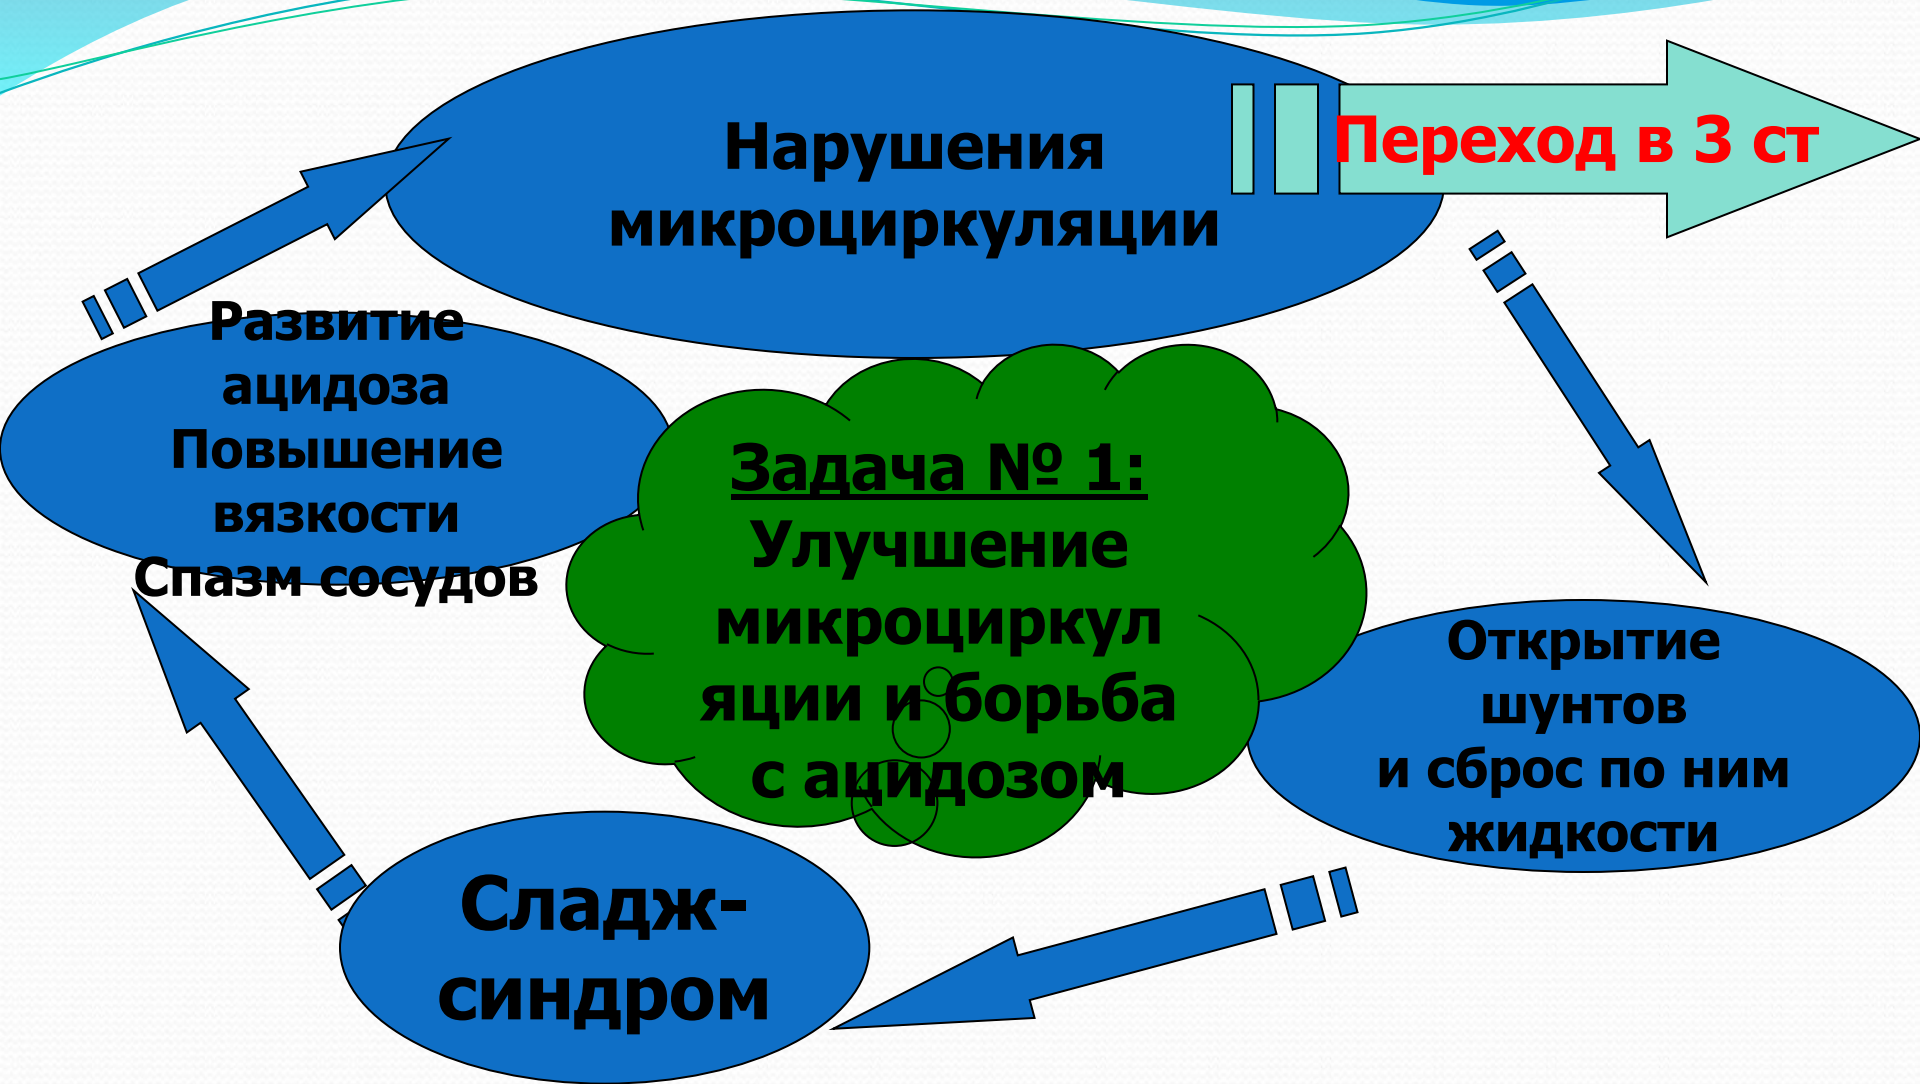 Нарушения
микроциркуляции
Переход в 3 ст
Развитие
ацидоза
Повышение
вязкости
Спазм сосудов
Задача № 1:
Улучшение
микроциркул
яции и борьба
с ацидозом
Открытие
шунтов
и сброс по ним
жидкости
Сладж-
синдром